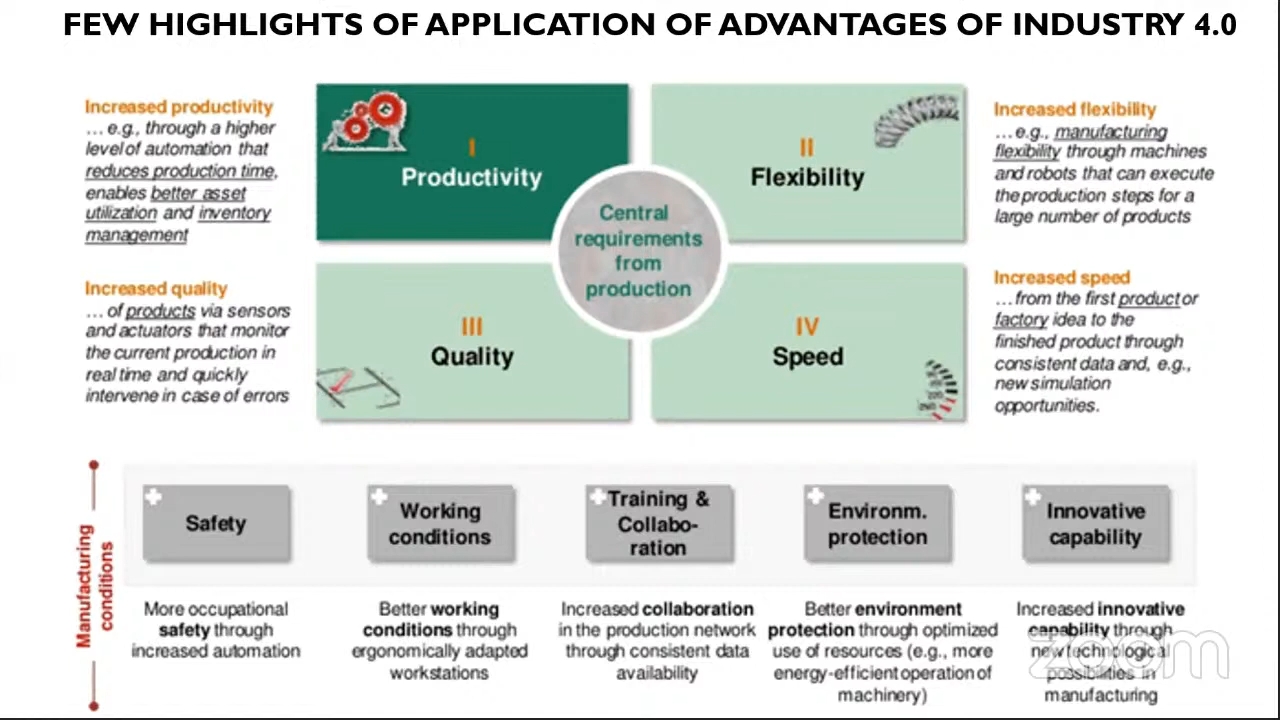 FEW HIGHLIGHTS OF APPLICATION OF ADVANTAGES OF INDUSTRY 4.0
Increased productivity
... e.g., through a higher
level of automation that
reduces production time,
enables better asset
utilization and inventory
management
I
Productivity
II
Flexibility
Increased flexibility
... e.g., manufacturing
flexibility through machines
and robots that can execute
the production steps for a
large number of products
Central
requirements
from
production
Increased quality
... of products via sensors
and actuators that monitor
the current production in
real time and quickly
intervene in case of errors
III
Quality
IV
Speed
Increased speed
...from the first product or
factory idea to the
finished product through
consistent data and, e.g.,
new simulation
opportunities.
Manufacturing
conditions
Safety
Working
conditions
Training &
Collabo-
ration
Environm.
protection
Innovative
capability
More occupational
safety through
increased automation
Better working
conditions through
ergonomically adapted
workstations
Increased collaboration
in the production network
through consistent data
availability
Better environment
protection through optimized
use of resources (e.g., more
energy-efficient operation of
machinery)
Increased innovative
capability through
new technological
possibilities in
manufacturing
zoom